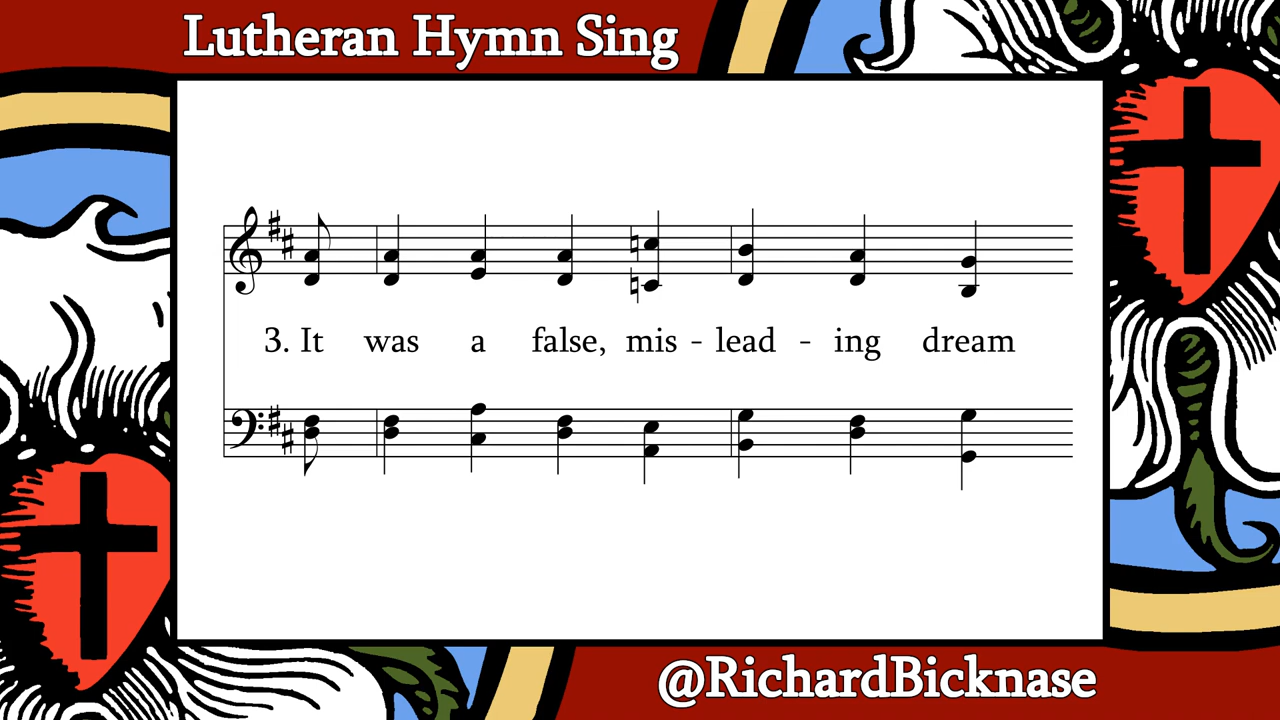 Lutheran Hymn Sing
3. It was a false, mis - lead - ing dream
@RichardBicknase